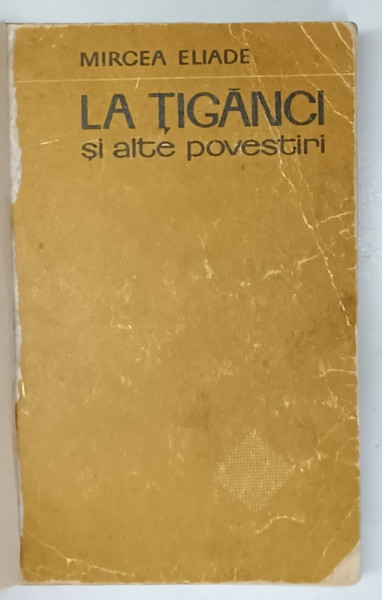 MIRCEA ELIADE
LA ȚIGĂNCI
și alte povestiri